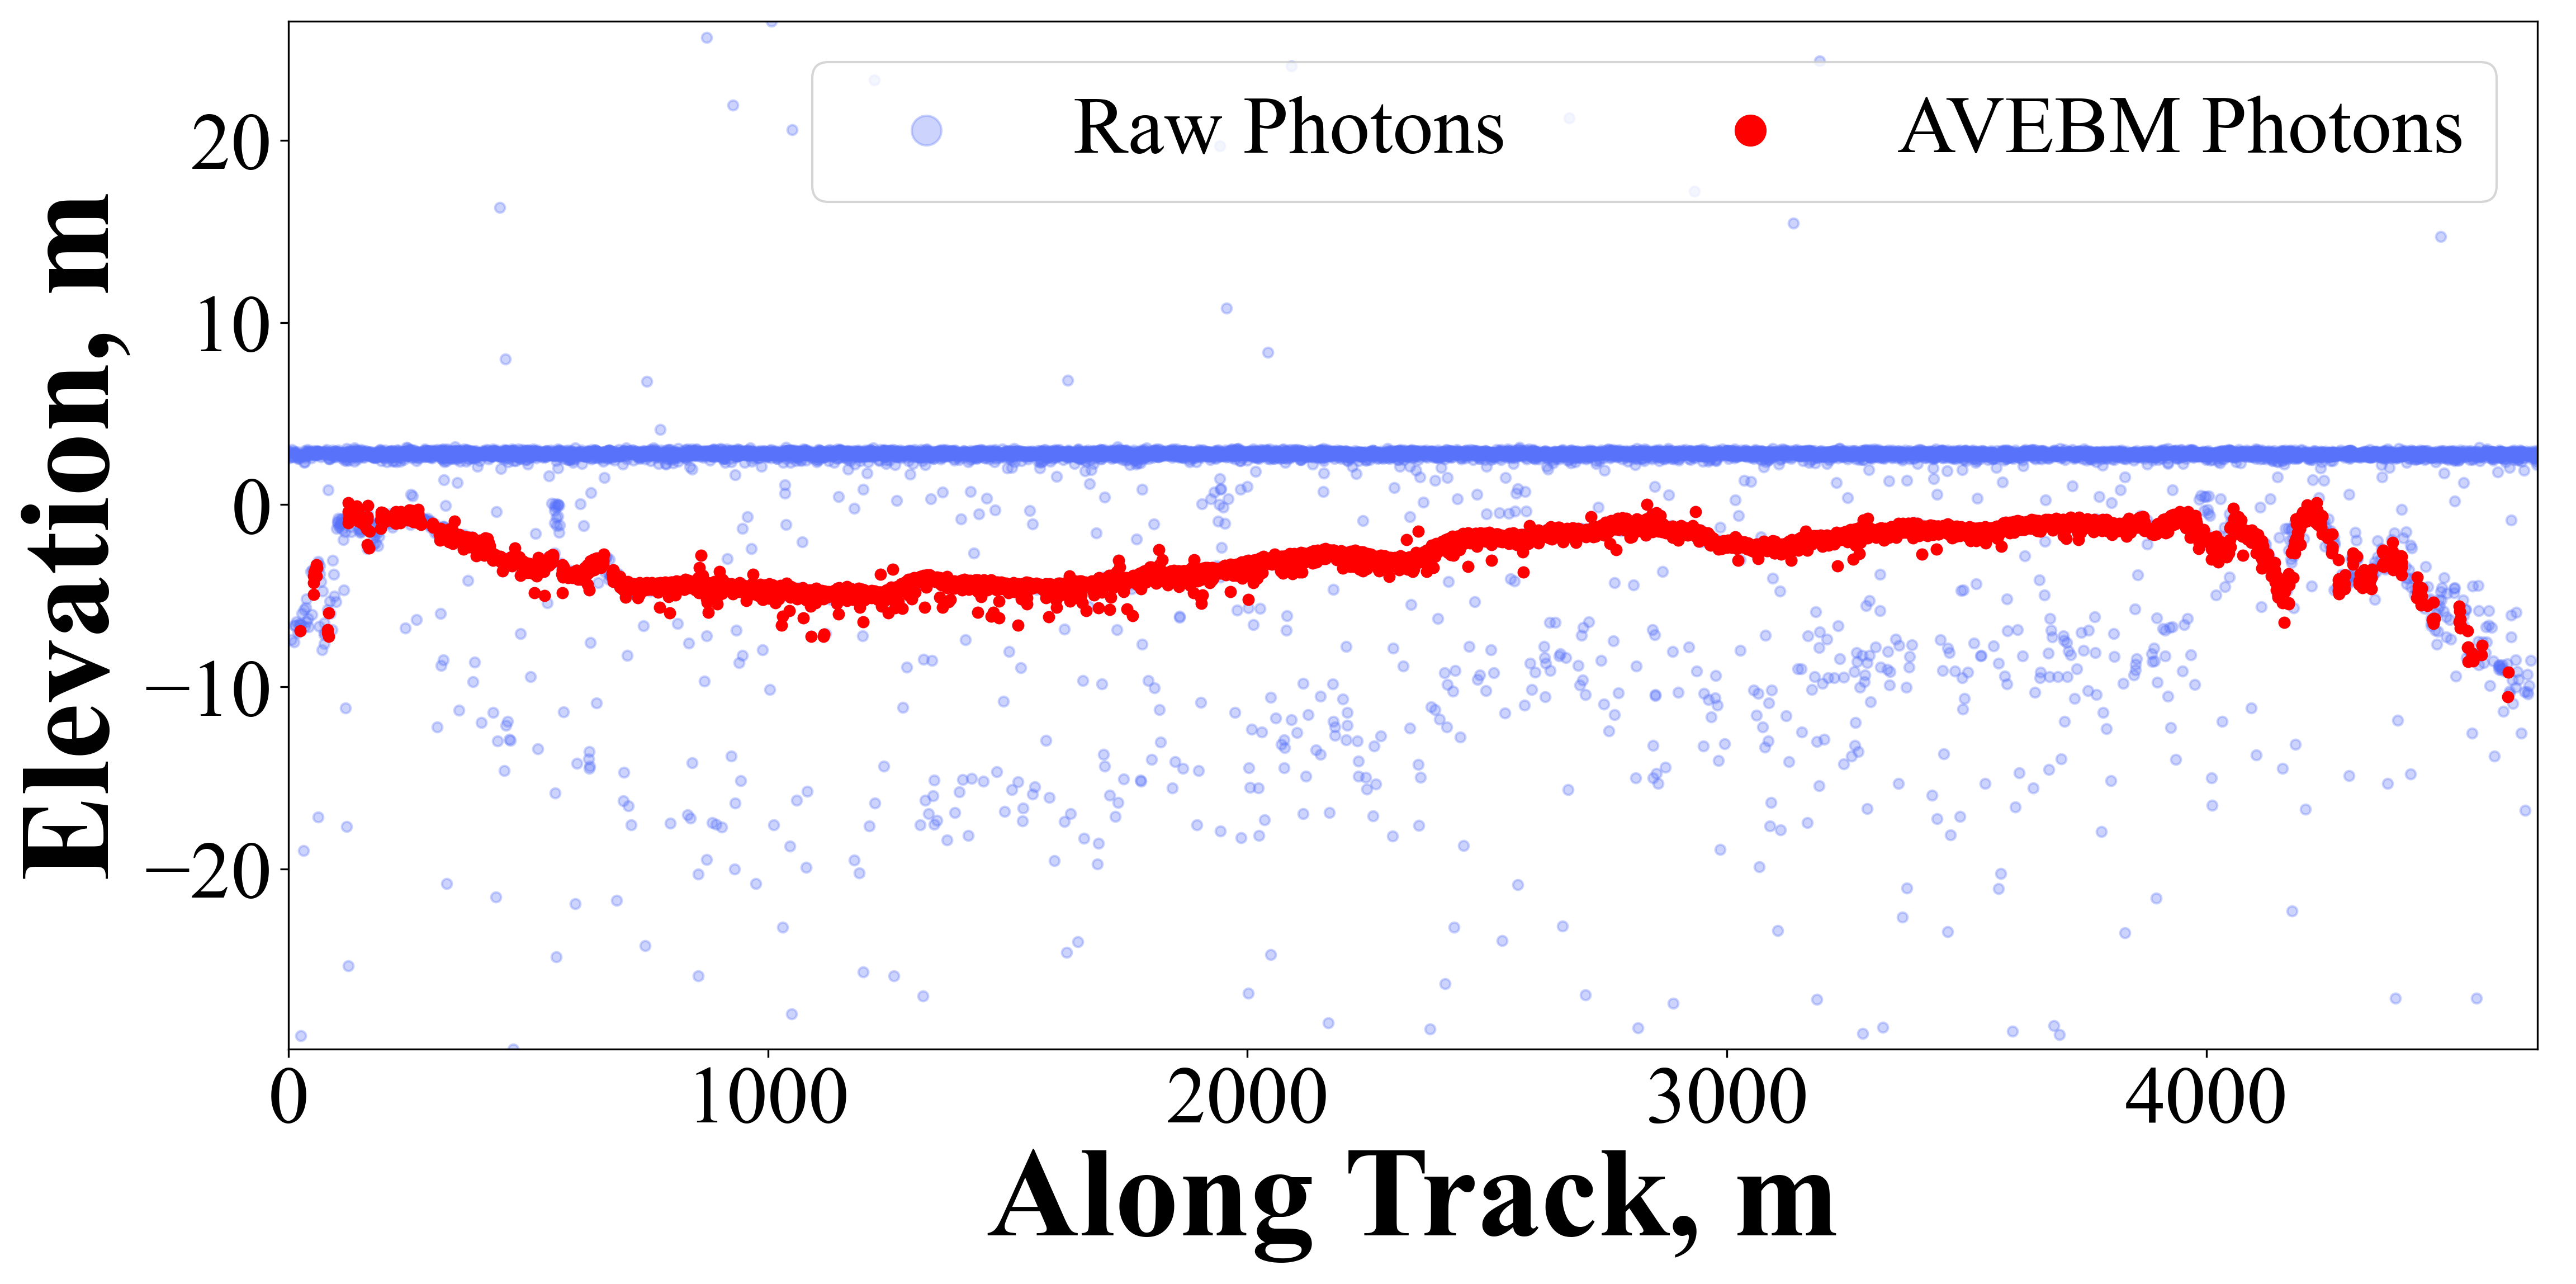 Raw Photons
AVEBM Photons
Elevation, m
20
10
0
−10
−20
0
1000
2000
3000
4000
Along Track, m